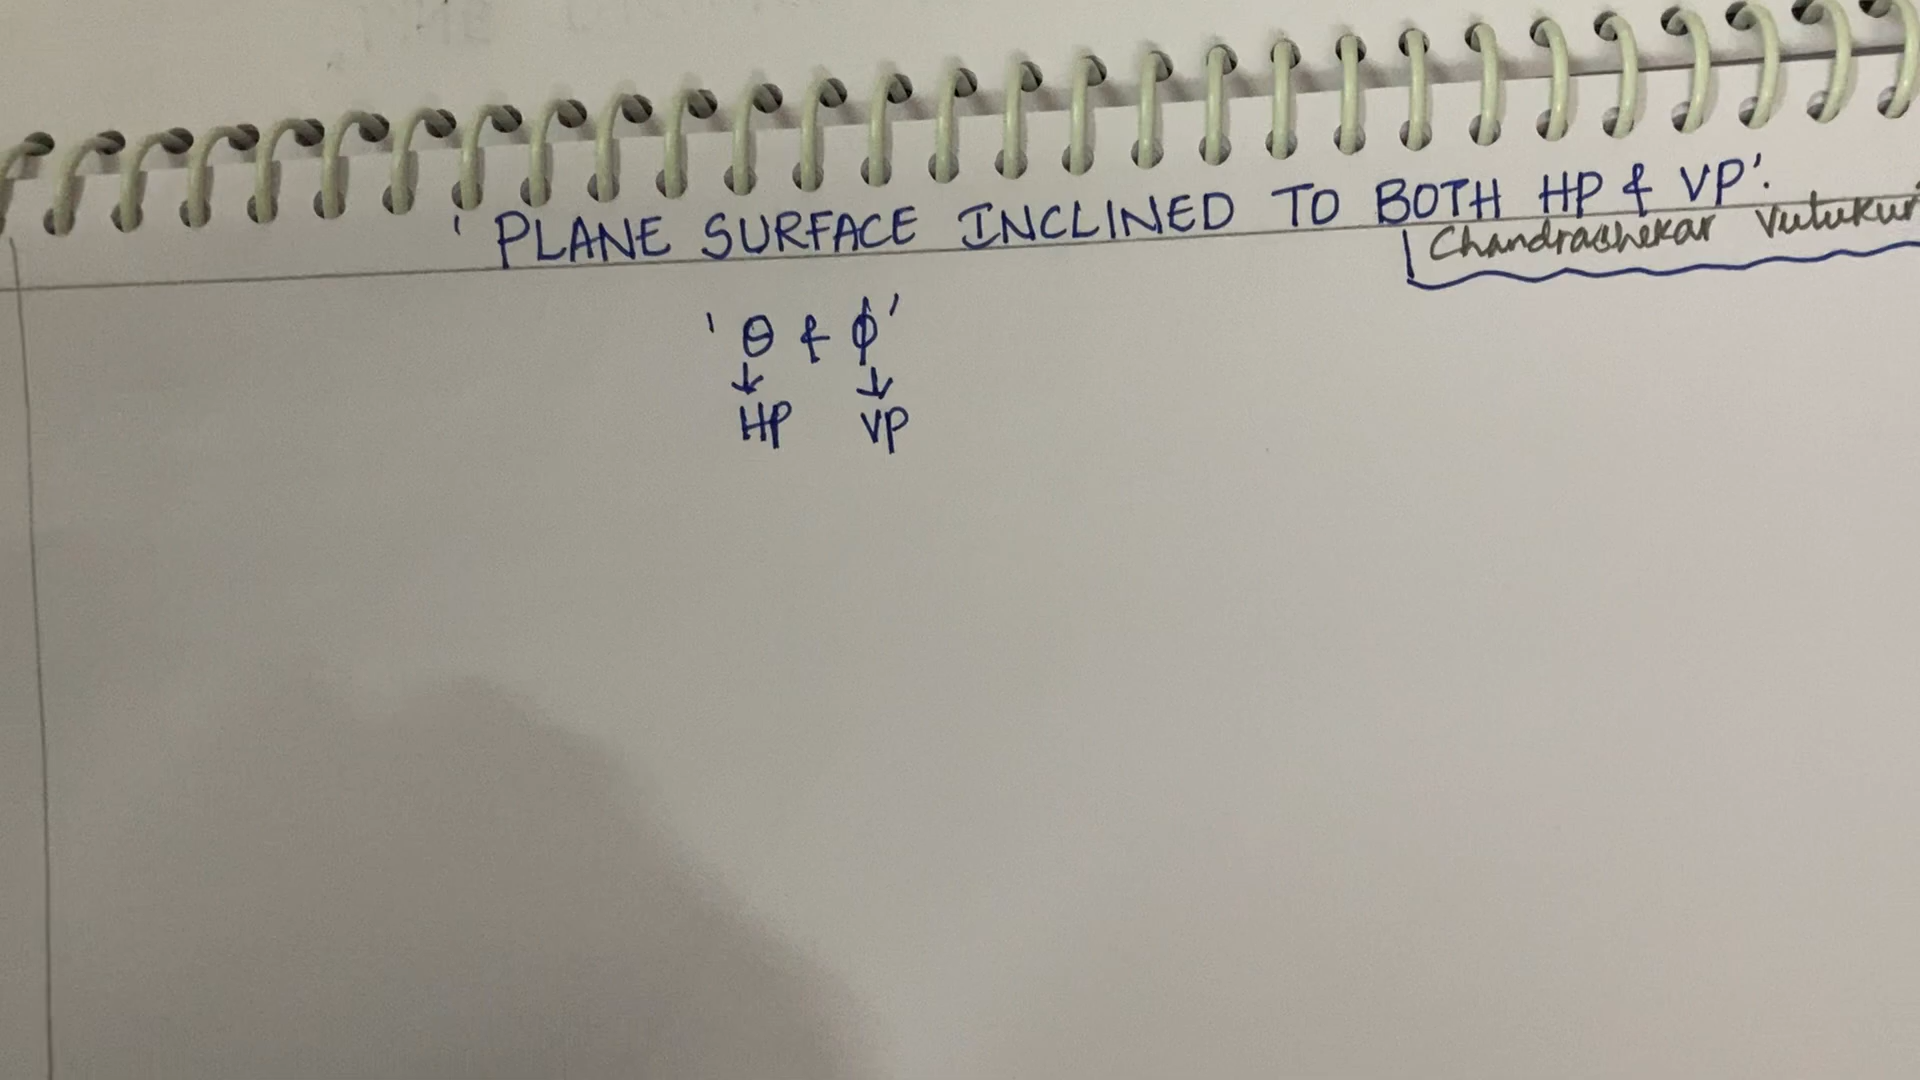 ' PLANE SURFACE INCLINED TO BOTH HP & VP'.
Chandrashekar Vutukur
' θ & ϕ '
↓ ↓
HP VP